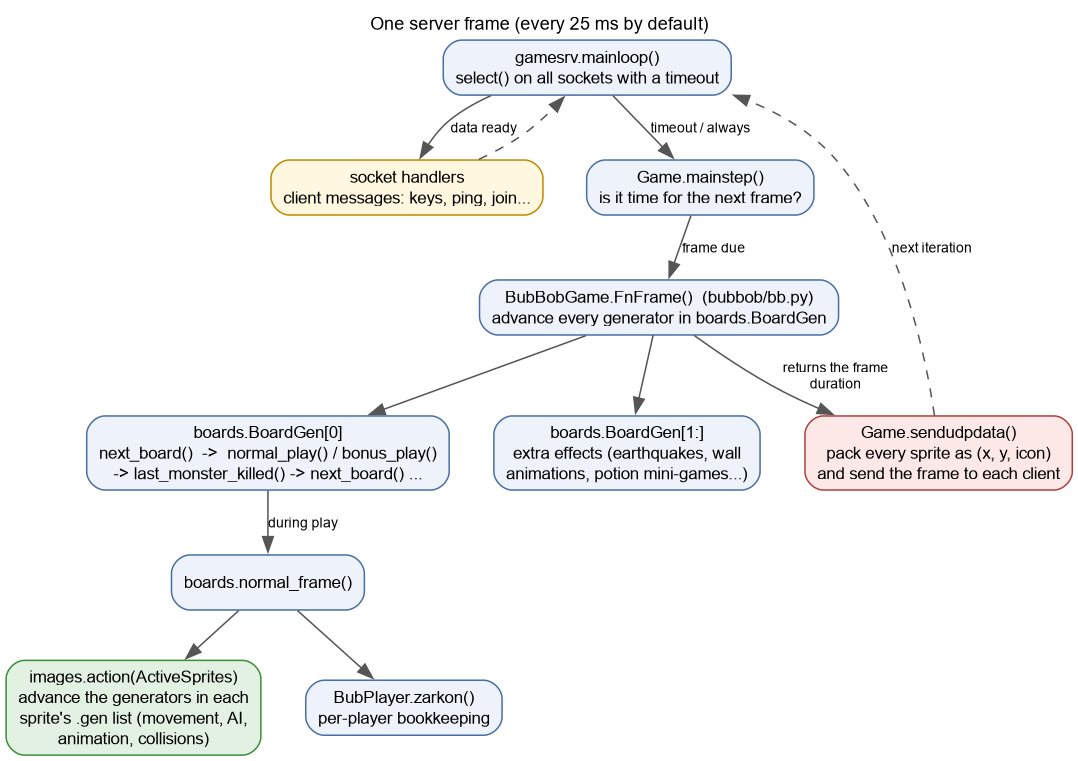 One server frame (every 25 ms by default)
gamesrv.mainloop()
select() on all sockets with a timeout
data ready
timeout / always
socket handlers
client messages: keys, ping, join...
Game.mainstep()
is it time for the next frame?
frame due
next iteration
BubBobGame.FnFrame()  (bubbob/bb.py)
advance every generator in boards.BoardGen
returns the frame
duration
boards.BoardGen[0]
next_board()  ->  normal_play() / bonus_play()
-> last_monster_killed() -> next_board() ...
boards.BoardGen[1:]
extra effects (earthquakes, wall
animations, potion mini-games...)
Game.sendudpdata()
pack every sprite as (x, y, icon)
and send the frame to each client
during play
boards.normal_frame()
images.action(ActiveSprites)
advance the generators in each
sprite's .gen list (movement, AI,
animation, collisions)
BubPlayer.zarkon()
per-player bookkeeping